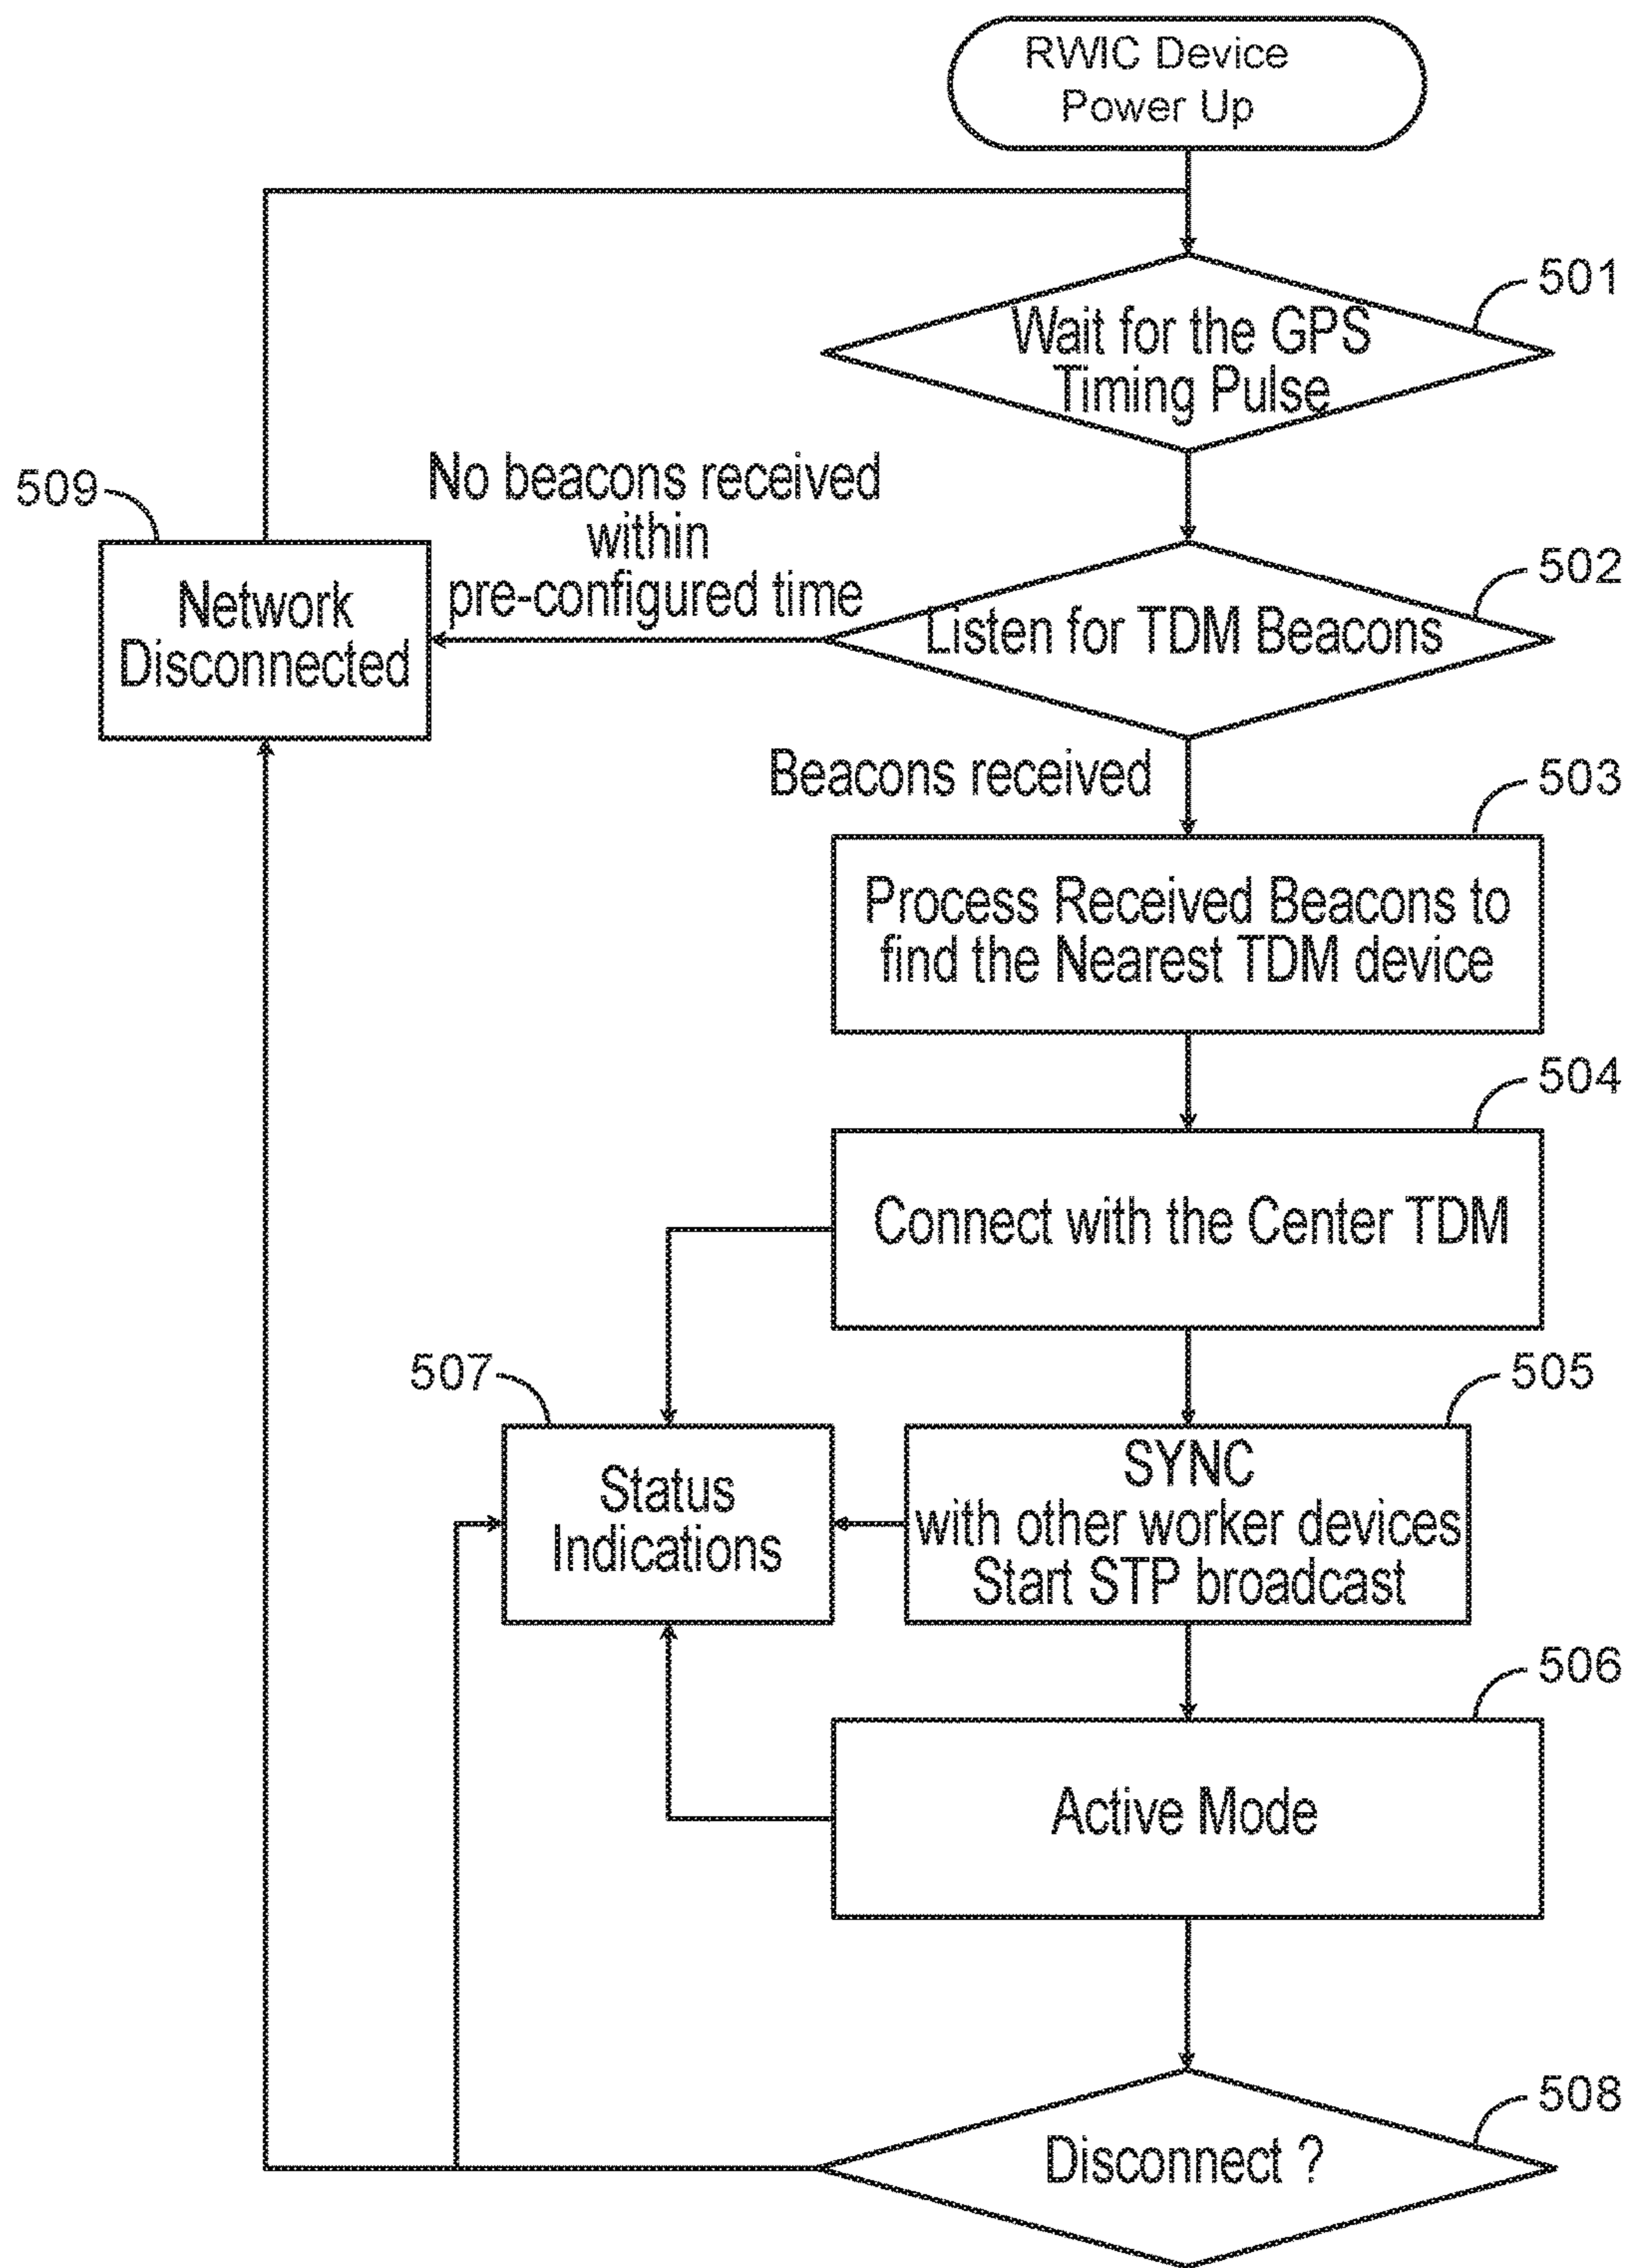 RWIC Device
Power Up
501
Wait for the GPS
Timing Pulse
509
No beacons received
within
pre-configured time
502
Network
Disconnected
Listen for TDM Beacons
Beacons received
503
Process Received Beacons to
find the Nearest TDM device
504
Connect with the Center TDM
507
505
Status
Indications
SYNC
with other worker devices
Start STP broadcast
506
Active Mode
508
Disconnect ?